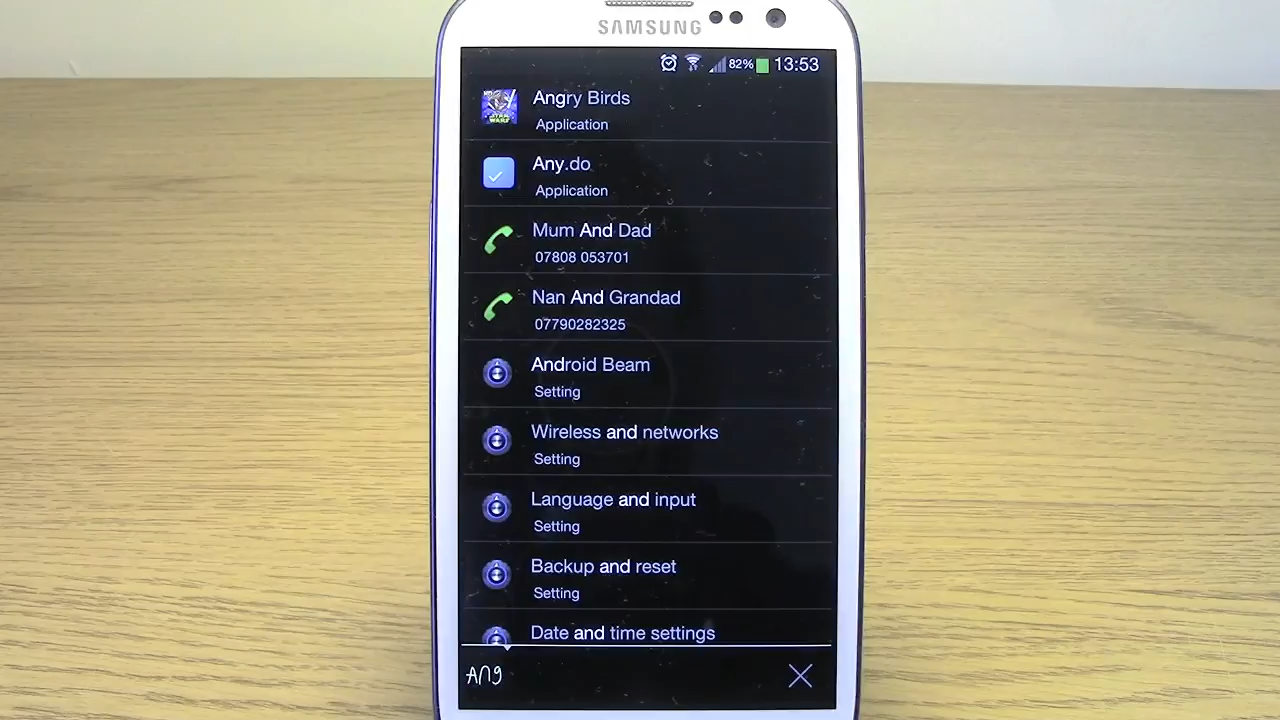 SAMSUNG
82% 13:53
Angry Birds
Application
Any.do
Application
Mum And Dad
07808 053701
Nan And Grandad
07790282325
Android Beam
Setting
Wireless and networks
Setting
Language and input
Setting
Backup and reset
Setting
Date and time settings
Ang